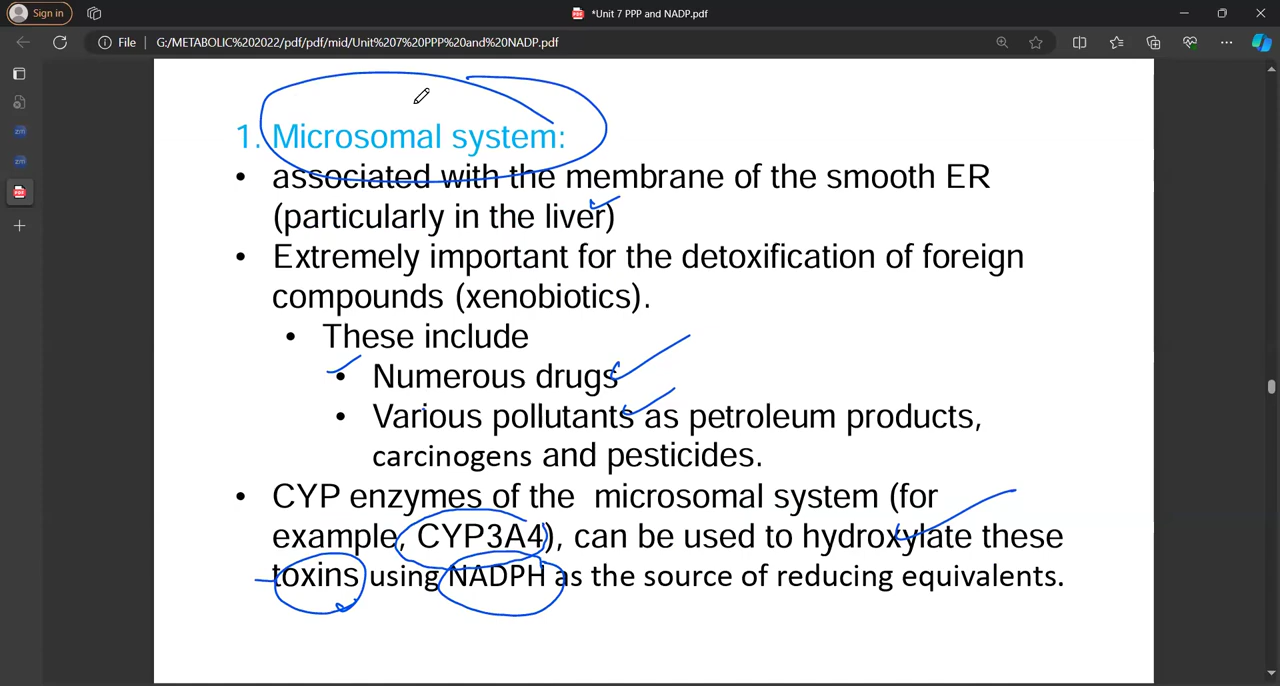 Sign in
*Unit 7 PPP and NADP.pdf
File
G:/METABOLIC%202022/pdf/pdf/mid/Unit%207%20PPP%20and%20NADP.pdf
1. Microsomal system:
• associated with the membrane of the smooth ER
(particularly in the liver)
• Extremely important for the detoxification of foreign
compounds (xenobiotics).
• These include
• Numerous drugs
• Various pollutants as petroleum products,
carcinogens and pesticides.
• CYP enzymes of the microsomal system (for
example, CYP3A4), can be used to hydroxylate these
toxins using NADPH as the source of reducing equivalents.